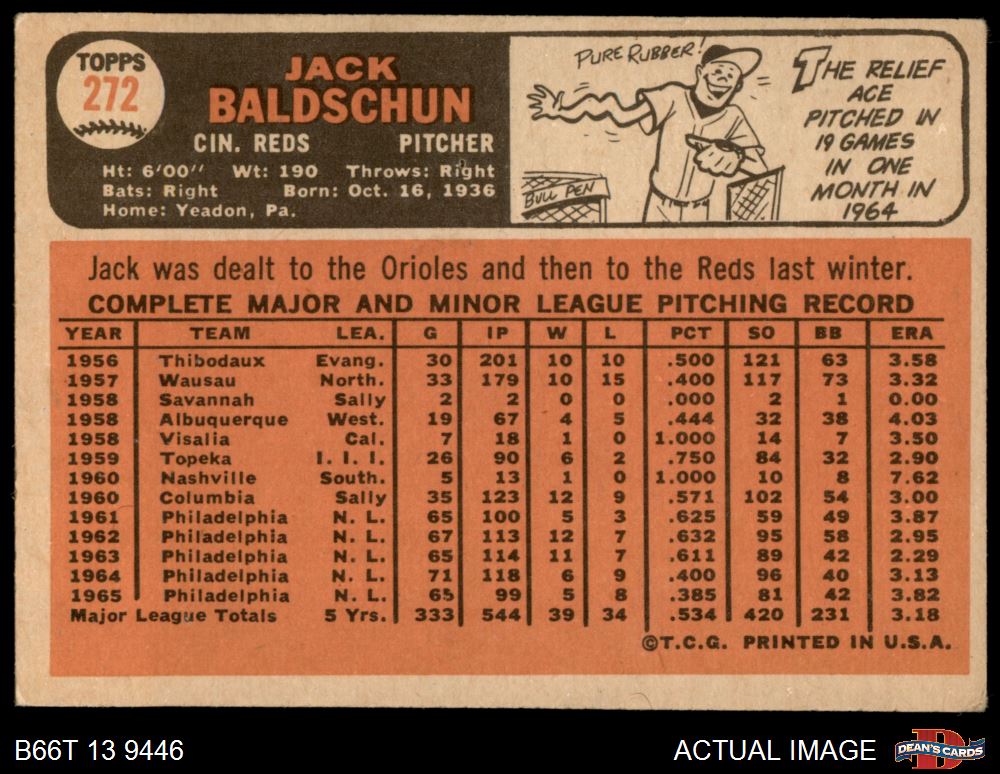 TOPPS
272
JACK
BALDSCHUN
CIN. REDS PITCHER
Ht: 6'00" Wt: 190 Throws: Right
Bats: Right Born: Oct. 16, 1936
Home: Yeadon, Pa.
PURE RUBBER!
BULL PEN
THE RELIEF
ACE
PITCHED IN
19 GAMES
IN ONE
MONTH IN
1964
Jack was dealt to the Orioles and then to the Reds last winter.
COMPLETE MAJOR AND MINOR LEAGUE PITCHING RECORD
YEAR TEAM LEA. G IP W L PCT SO BB ERA
1956 Thibodaux Evang. 30 201 10 10 .500 121 63 3.58
1957 Wausau North. 33 179 10 15 .400 117 73 3.32
1958 Savannah Sally 2 2 0 0 .000 2 1 0.00
1958 Albuquerque West. 19 67 4 5 .444 32 38 4.03
1958 Visalia Cal. 7 18 1 0 1.000 14 7 3.50
1959 Topeka I. I. I. 26 90 6 2 .750 84 32 2.90
1960 Nashville South. 5 13 1 0 1.000 10 8 7.62
1960 Columbia Sally 35 123 12 9 .571 102 54 3.00
1961 Philadelphia N. L. 65 100 5 3 .625 59 49 3.87
1962 Philadelphia N. L. 67 113 12 7 .632 95 58 2.95
1963 Philadelphia N. L. 65 114 11 7 .611 89 42 2.29
1964 Philadelphia N. L. 71 118 6 9 .400 96 40 3.13
1965 Philadelphia N. L. 65 99 5 8 .385 81 42 3.82
Major League Totals 5 Yrs. 333 544 39 34 .534 420 231 3.18
©T.C.G. PRINTED IN U.S.A.
B66T 13 9446 ACTUAL IMAGE DEAN'S CARDS